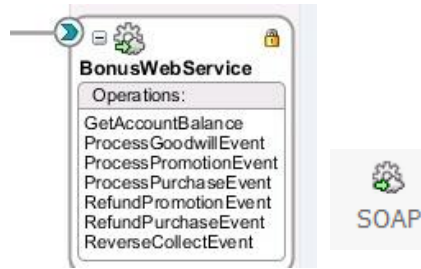 BonusWebService
Operations:
GetAccountBalance
ProcessGoodwillEvent
ProcessPromotionEvent
ProcessPurchaseEvent
RefundPromotionEvent
RefundPurchaseEvent
ReverseCollectEvent
SOAP